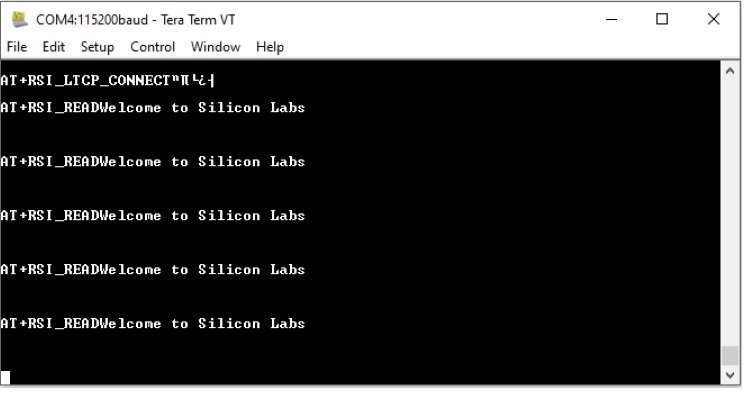 COM4:115200baud - Tera Term VT
File Edit Setup Control Window Help
AT+RSI_LTCP_CONNECT
AT+RSI_READWelcome to Silicon Labs
AT+RSI_READWelcome to Silicon Labs
AT+RSI_READWelcome to Silicon Labs
AT+RSI_READWelcome to Silicon Labs
AT+RSI_READWelcome to Silicon Labs